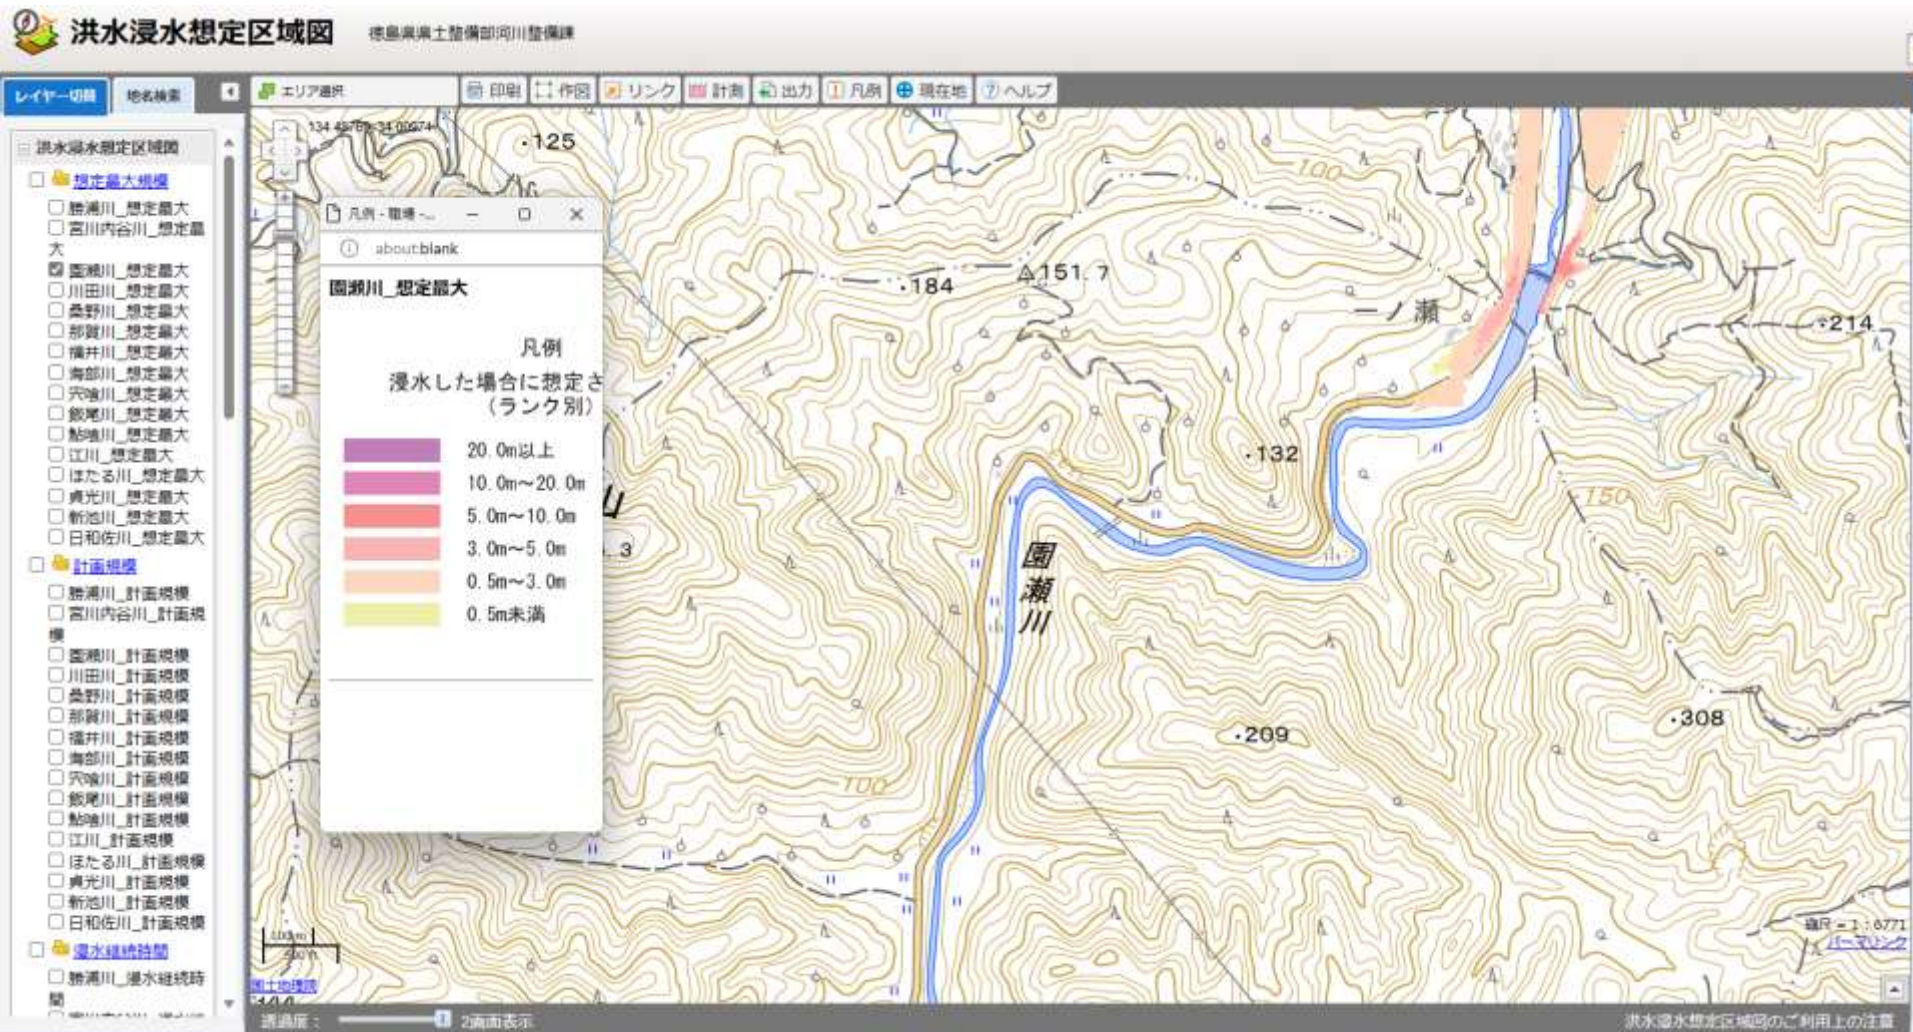 洪水浸水想定区域図
徳島県県土整備部河川整備課
レイヤー切替
地名検索
エリア選択
印刷
作図
リンク
計測
出力
凡例
現在地
ヘルプ
洪水浸水想定区域図
想定最大規模
勝浦川_想定最大
宮川内谷川_想定最
大
園瀬川_想定最大
川田川_想定最大
桑野川_想定最大
那賀川_想定最大
福井川_想定最大
海部川_想定最大
宍喰川_想定最大
飯尾川_想定最大
鮎喰川_想定最大
江川_想定最大
ほたる川_想定最大
貞光川_想定最大
新池川_想定最大
日和佐川_想定最大
計画規模
勝浦川_計画規模
宮川内谷川_計画規
模
園瀬川_計画規模
川田川_計画規模
桑野川_計画規模
那賀川_計画規模
福井川_計画規模
海部川_計画規模
宍喰川_計画規模
飯尾川_計画規模
鮎喰川_計画規模
江川_計画規模
ほたる川_計画規模
貞光川_計画規模
新池川_計画規模
日和佐川_計画規模
浸水継続時間
勝浦川_浸水継続時
間
凡例 - 職場 -...
about:blank
園瀬川_想定最大
凡例
浸水した場合に想定さ
（ランク別）
20.0m以上
10.0m～20.0m
5.0m～10.0m
3.0m～5.0m
0.5m～3.0m
0.5m未満
・125
・184
151.7
100
一ノ瀬
・214
・132
150
山
.3
園瀬川
・308
・209
100
100 m
500 ft
縮尺 = 1 : 6771
パーマリンク
国土地理院
透過度：
2画面表示
洪水浸水想定区域図のご利用上の注意